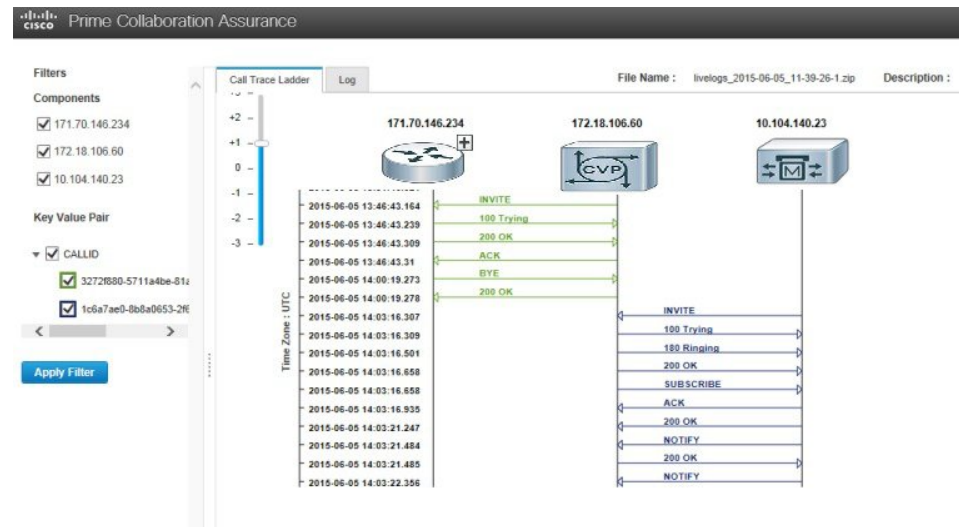 cisco Prime Collaboration Assurance
Filters
Components
171.70.146.234
172.18.106.60
10.104.140.23
Key Value Pair
CALLID
3272f880-5711a4be-81a
1c6a7ae0-8b8a0653-2f6
Apply Filter
Call Trace Ladder Log File Name : livelogs_2015-06-05_11-39-26-1.zip Description :
+2
+1
0
-1
-2
-3
171.70.146.234 172.18.106.60 10.104.140.23
CVP M
Time Zone : UTC
2015-06-05 13:46:43.164 INVITE
2015-06-05 13:46:43.239 100 Trying
2015-06-05 13:46:43.309 200 OK
2015-06-05 13:46:43.31 ACK
2015-06-05 14:00:19.273 BYE
2015-06-05 14:00:19.278 200 OK
2015-06-05 14:03:16.307 INVITE
2015-06-05 14:03:16.309 100 Trying
2015-06-05 14:03:16.501 180 Ringing
2015-06-05 14:03:16.658 200 OK
2015-06-05 14:03:16.658 SUBSCRIBE
2015-06-05 14:03:16.935 ACK
2015-06-05 14:03:21.247 200 OK
2015-06-05 14:03:21.484 NOTIFY
2015-06-05 14:03:21.485 200 OK
2015-06-05 14:03:22.356 NOTIFY